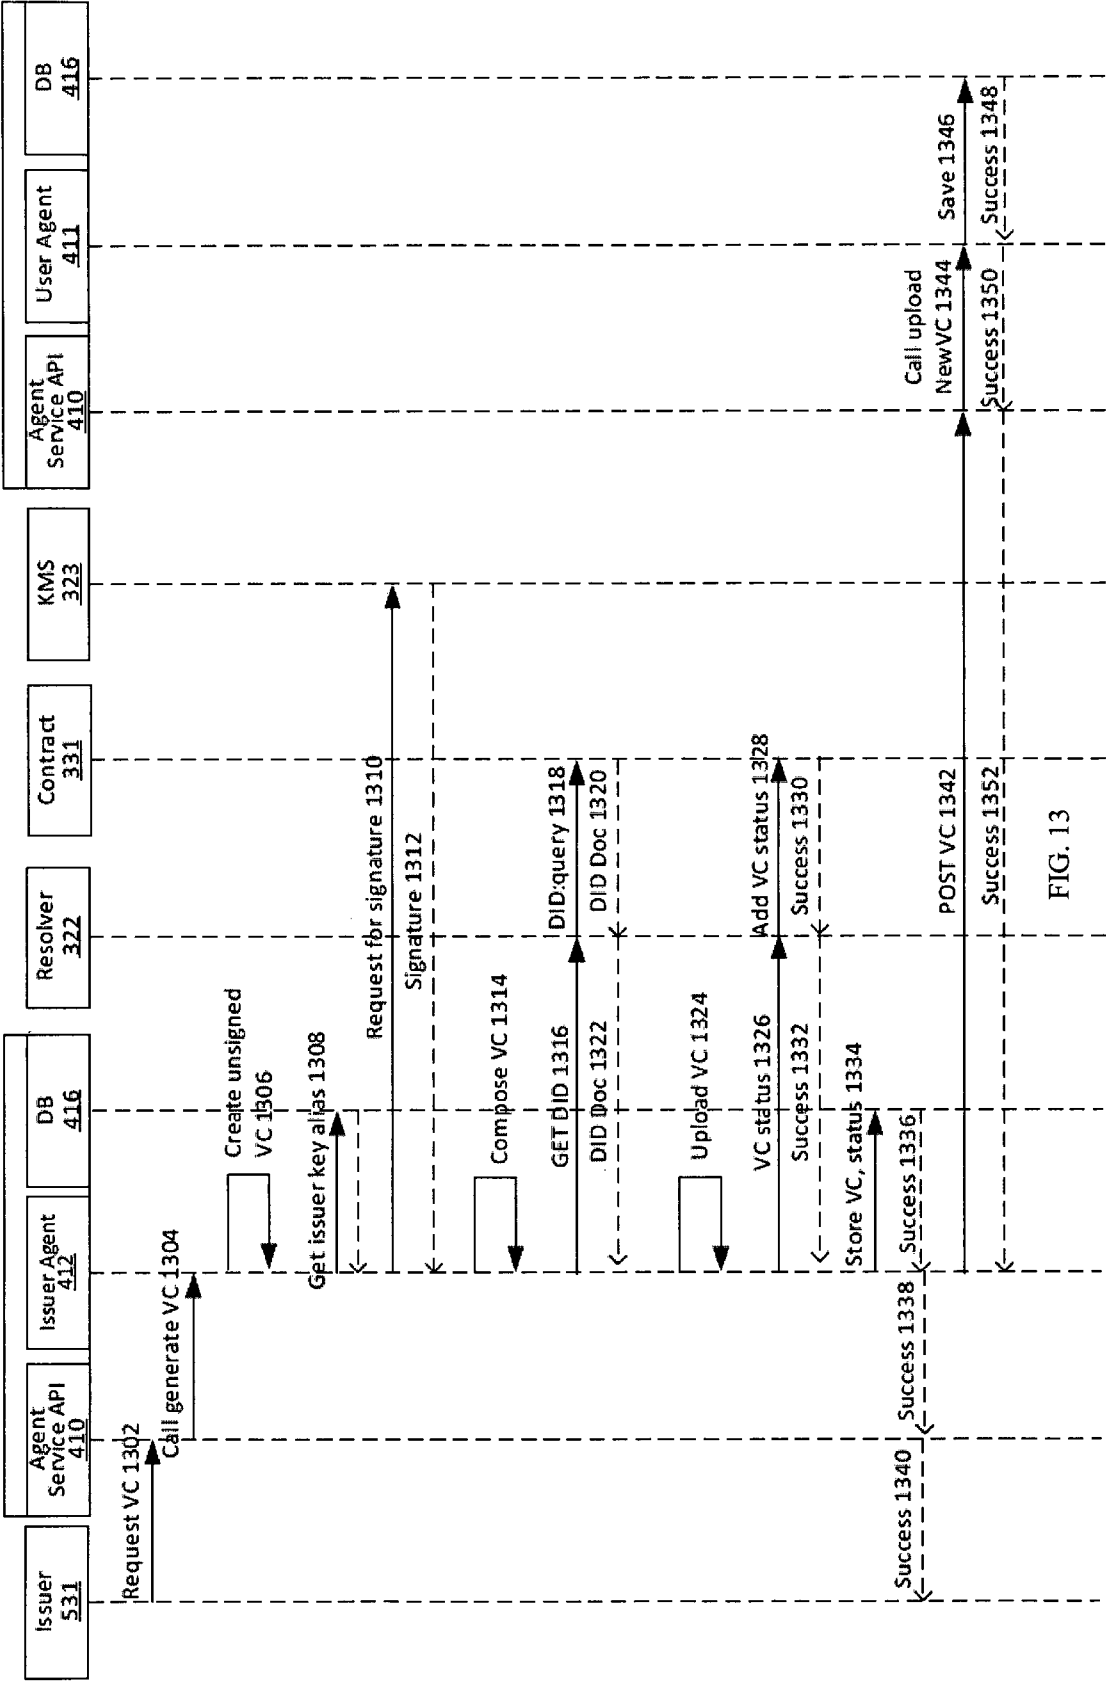 Issuer
531
Agent
Service API
410
Issuer Agent
412
DB
416
Resolver
322
Contract
331
KMS
323
Agent
Service API
410
User Agent
411
DB
416
Request VC 1302
Call generate VC 1304
Create unsigned
VC 1306
Get issuer key alias 1308
Request for signature 1310
Signature 1312
Compose VC 1314
GET DID 1316
DID:query 1318
DID Doc 1322
DID Doc 1320
Upload VC 1324
VC status 1326
Add VC status 1328
Success 1332
Success 1330
Store VC, status 1334
Success 1336
Success 1338
Success 1340
POST VC 1342
Call upload
NewVC 1344
Save 1346
Success 1352
Success 1350
Success 1348
FIG. 13